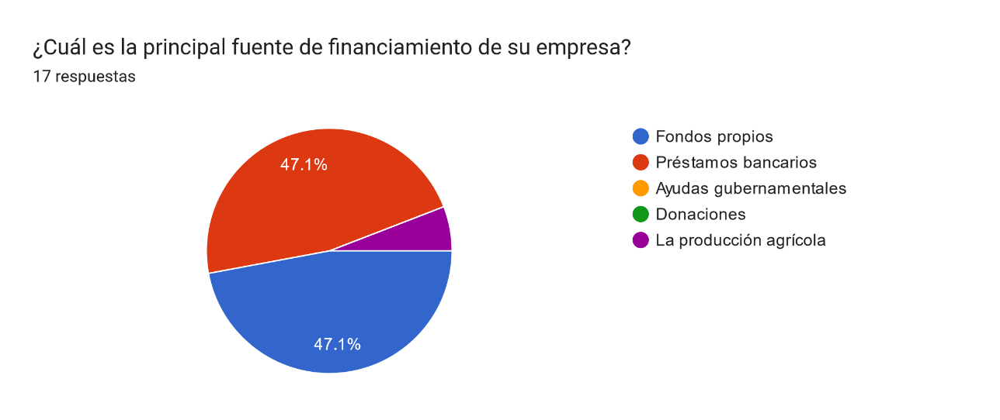 ¿Cuál es la principal fuente de financiamiento de su empresa?
17 respuestas
47.1%
47.1%
Fondos propios
Préstamos bancarios
Ayudas gubernamentales
Donaciones
La producción agrícola